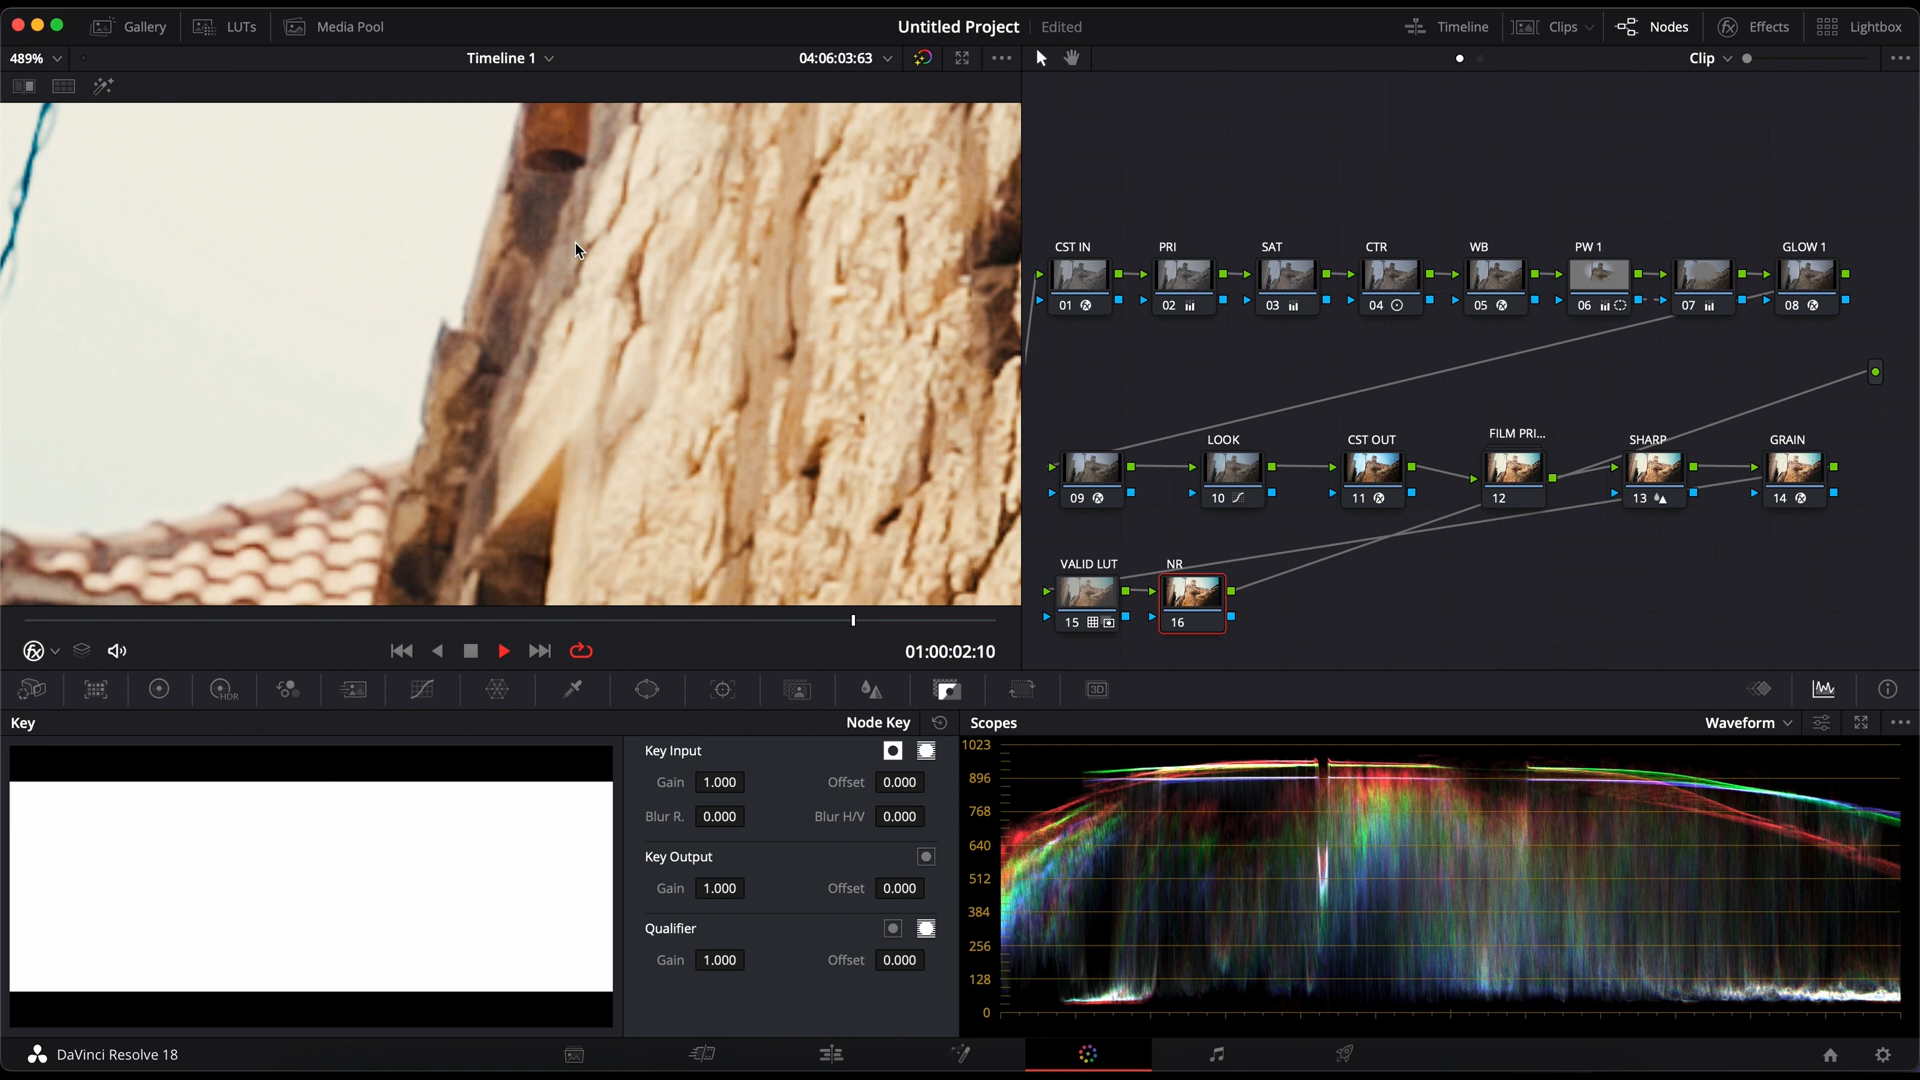 Gallery LUTs Media Pool Untitled Project Edited Timeline Clips Nodes Effects Lightbox
489% Timeline 1 04:06:03:63 Clip
CST IN PRI SAT CTR WB PW 1 GLOW 1
01 02 03 04 05 06 07 08
LOOK CST OUT FILM PRI... SHARP GRAIN
09 10 11 12 13 14
VALID LUT NR
15 16
01:00:02:10
HDR 3D
Key Node Key Scopes Waveform
Key Input
Gain 1.000 Offset 0.000
Blur R. 0.000 Blur H/V 0.000
Key Output
Gain 1.000 Offset 0.000
Qualifier
Gain 1.000 Offset 0.000
1023
896
768
640
512
384
256
128
0
DaVinci Resolve 18